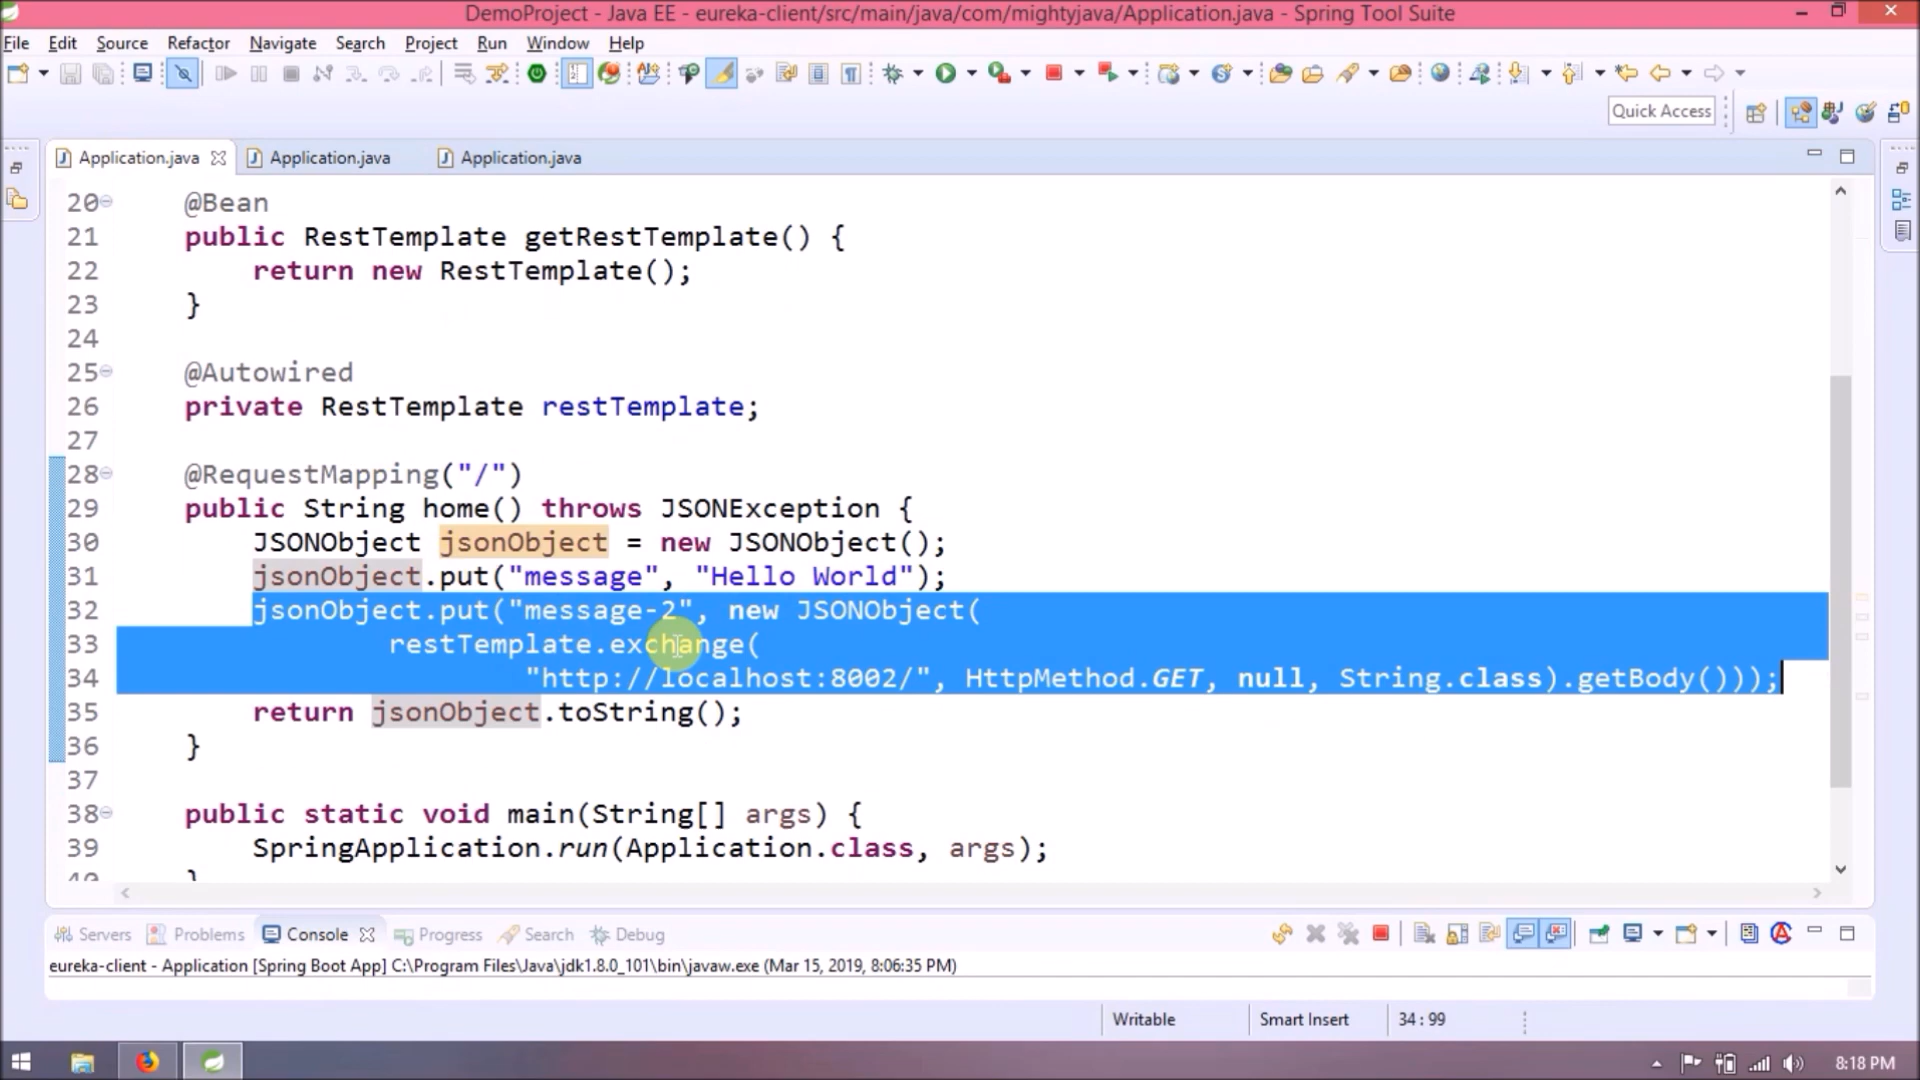 DemoProject - Java EE - eureka-client/src/main/java/com/mightyjava/Application.java - Spring Tool Suite
File Edit Source Refactor Navigate Search Project Run Window Help
Quick Access
Application.java Application.java Application.java
20 @Bean
21 public RestTemplate getRestTemplate() {
22 return new RestTemplate();
23 }
24
25 @Autowired
26 private RestTemplate restTemplate;
27
28 @RequestMapping("/")
29 public String home() throws JSONException {
30 JSONObject jsonObject = new JSONObject();
31 jsonObject.put("message", "Hello World");
32 jsonObject.put("message-2", new JSONObject(
33 restTemplate.exchange(
34 "http://localhost:8002/", HttpMethod.GET, null, String.class).getBody()));
35 return jsonObject.toString();
36 }
37
38 public static void main(String[] args) {
39 SpringApplication.run(Application.class, args);
40 }
Servers Problems Console Progress Search Debug
eureka-client - Application [Spring Boot App] C:\Program Files\Java\jdk1.8.0_101\bin\javaw.exe (Mar 15, 2019, 8:06:35 PM)
Writable Smart Insert 34 : 99
8:18 PM